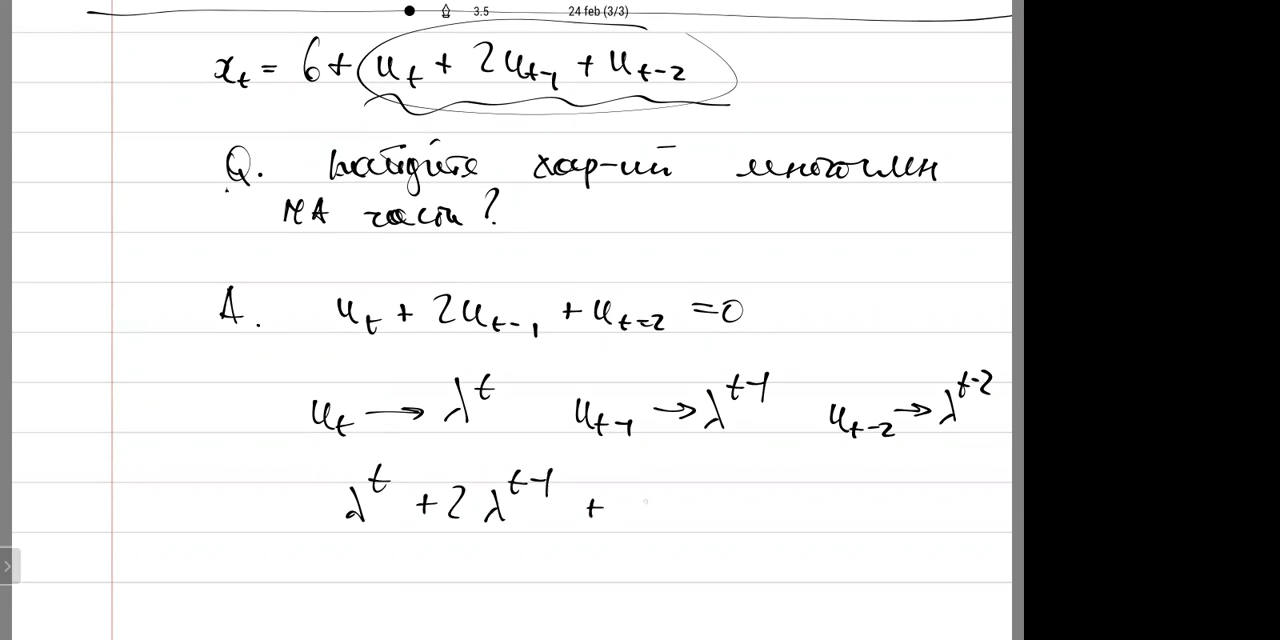 3.5 24 feb (3/3)
x_t = 6 + (u_t + 2u_{t-1} + u_{t-2}
Q. Найдите хар-ий многочлен
MA части?
A. u_t + 2u_{t-1} + u_{t-2} = 0
u_t → λ^t u_{t-1} → λ^{t-1} u_{t-2} → λ^{t-2}
λ^t + 2λ^{t-1} +